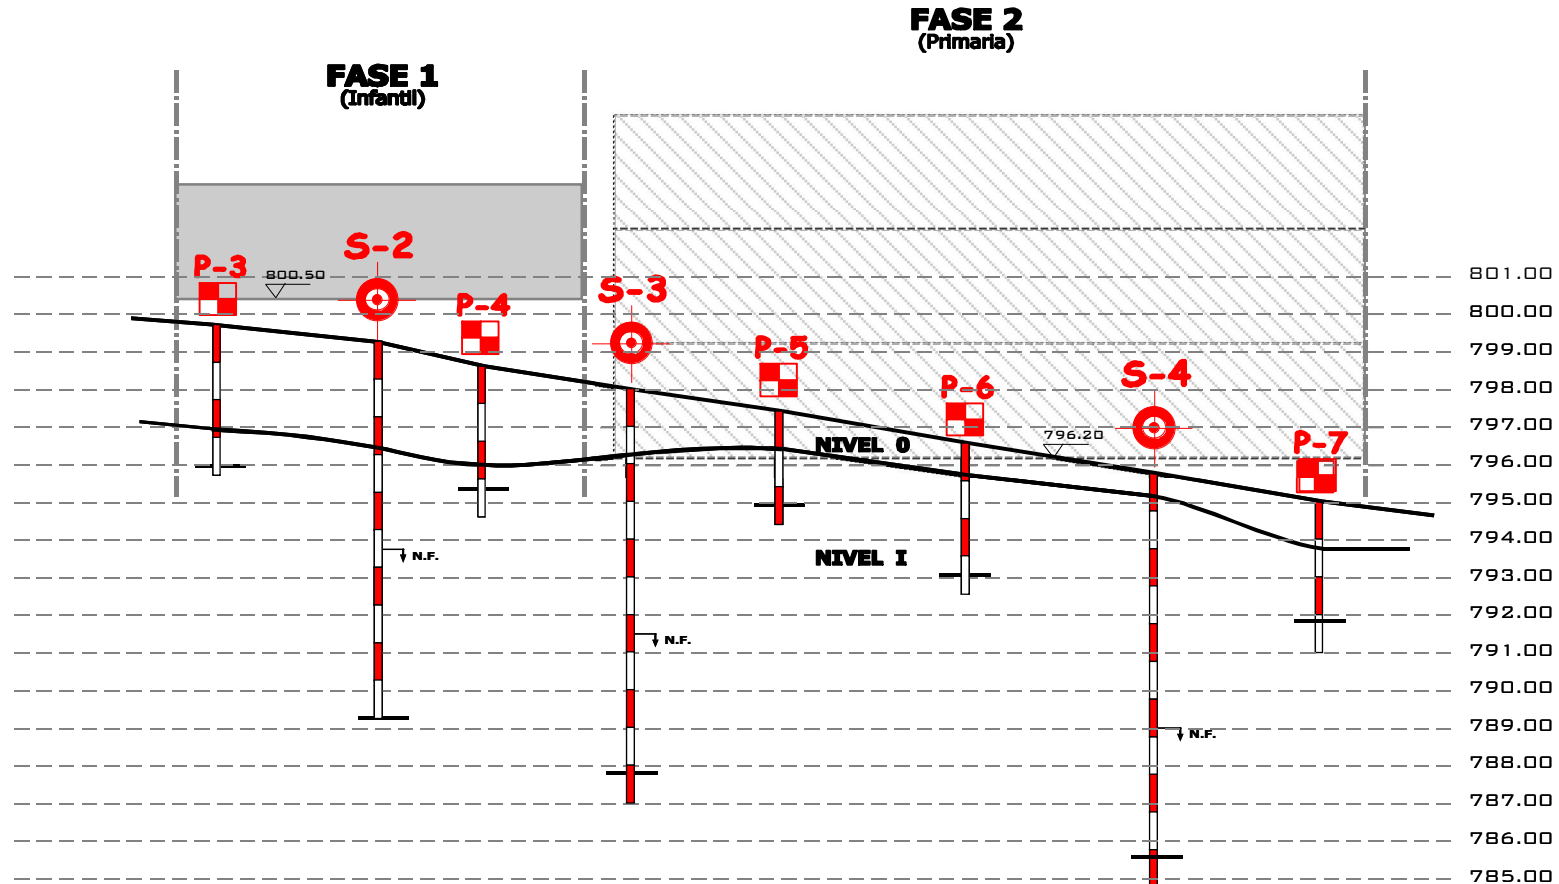 FASE 2
(Primaria)
FASE 1
(Infantil)
S-2
P-3
800.50
801.00
S-3
P-4
800.00
P-5
799.00
S-4
P-6
798.00
797.00
796.20
NIVEL 0
P-7
796.00
795.00
794.00
N.F.
NIVEL I
793.00
792.00
N.F.
791.00
790.00
789.00
N.F.
788.00
787.00
786.00
785.00